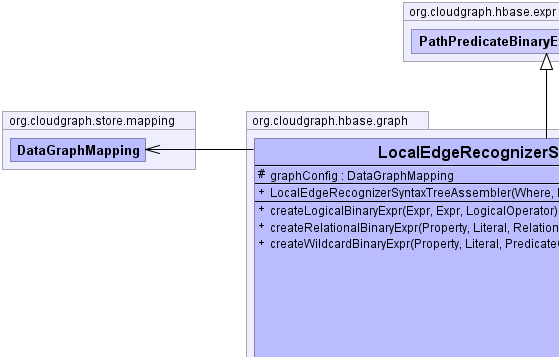 org.cloudgraph.hbase.expr
PathPredicateBinaryE
org.cloudgraph.store.mapping
DataGraphMapping
org.cloudgraph.hbase.graph
LocalEdgeRecognizerS
# graphConfig : DataGraphMapping
+ LocalEdgeRecognizerSyntaxTreeAssembler(Where,
+ createLogicalBinaryExpr(Expr, Expr, LogicalOperator)
+ createRelationalBinaryExpr(Property, Literal, Relation
+ createWildcardBinaryExpr(Property, Literal, Predicate